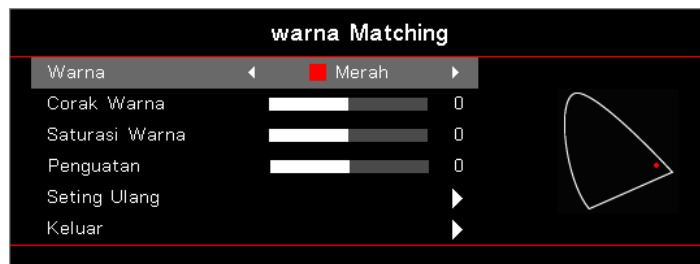 warna Matching
Warna Merah
Corak Warna 0
Saturasi Warna 0
Penguatan 0
Seting Ulang
Keluar